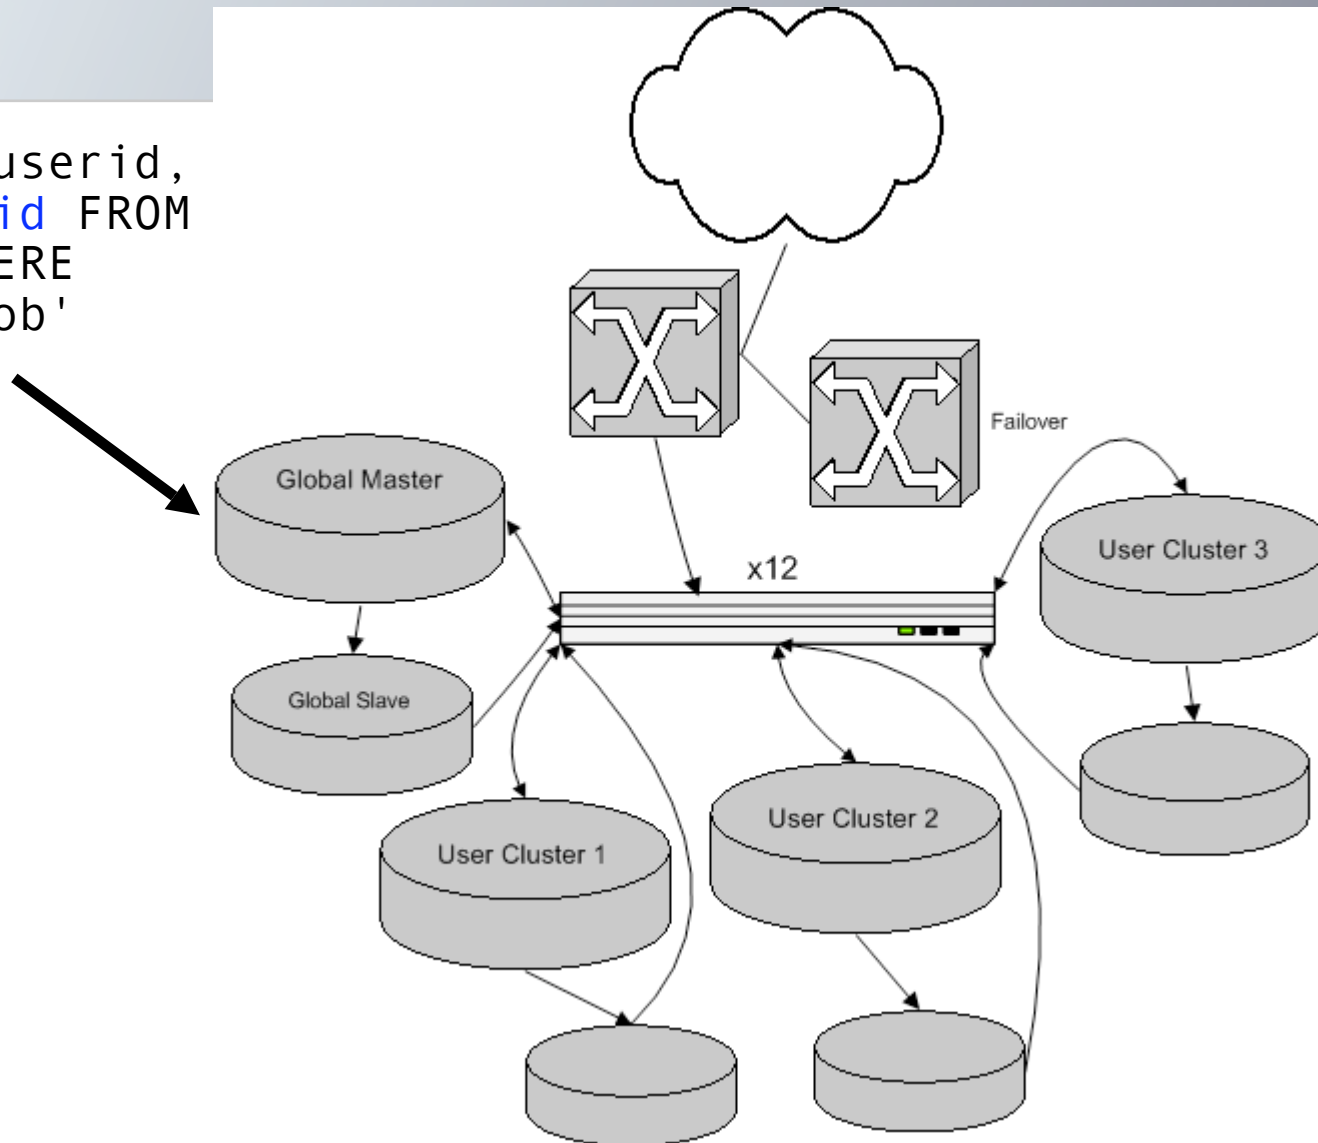 userid,
id FROM
ERE
ob'
Failover
Global Master
User Cluster 3
x12
Global Slave
User Cluster 2
User Cluster 1